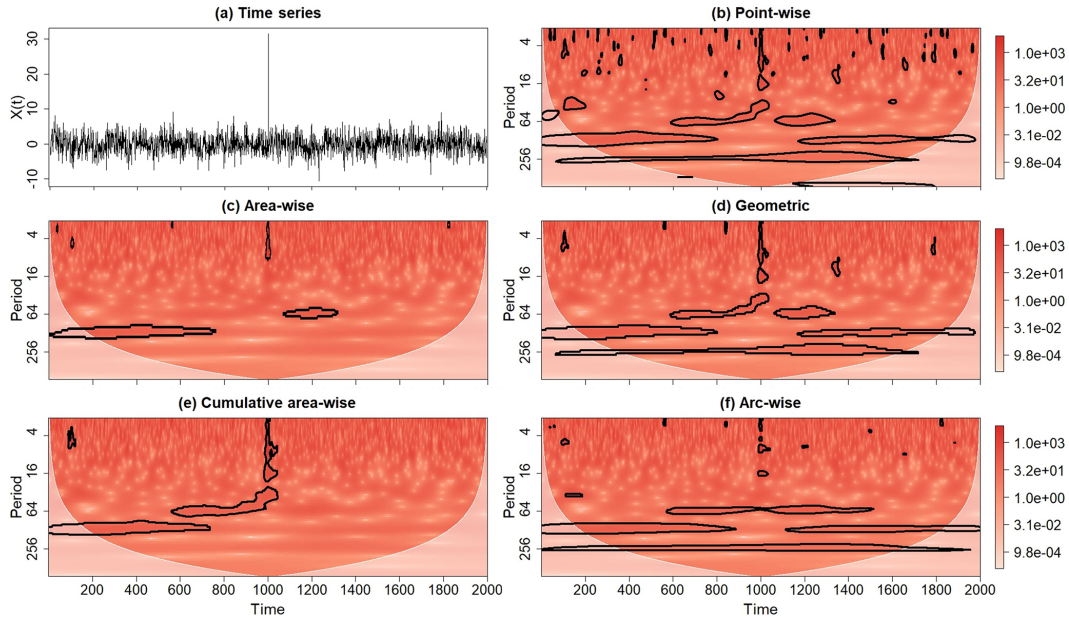 (a) Time series
X(t)
30
20
10
0
-10
(b) Point-wise
Period
4
16
64
256
1.0e+03
3.2e+01
1.0e+00
3.1e-02
9.8e-04
(c) Area-wise
Period
4
16
64
256
(d) Geometric
Period
4
16
64
256
1.0e+03
3.2e+01
1.0e+00
3.1e-02
9.8e-04
(e) Cumulative area-wise
Period
4
16
64
256
200 400 600 800 1000 1200 1400 1600 1800 2000
Time
(f) Arc-wise
Period
4
16
64
256
200 400 600 800 1000 1200 1400 1600 1800 2000
Time
1.0e+03
3.2e+01
1.0e+00
3.1e-02
9.8e-04